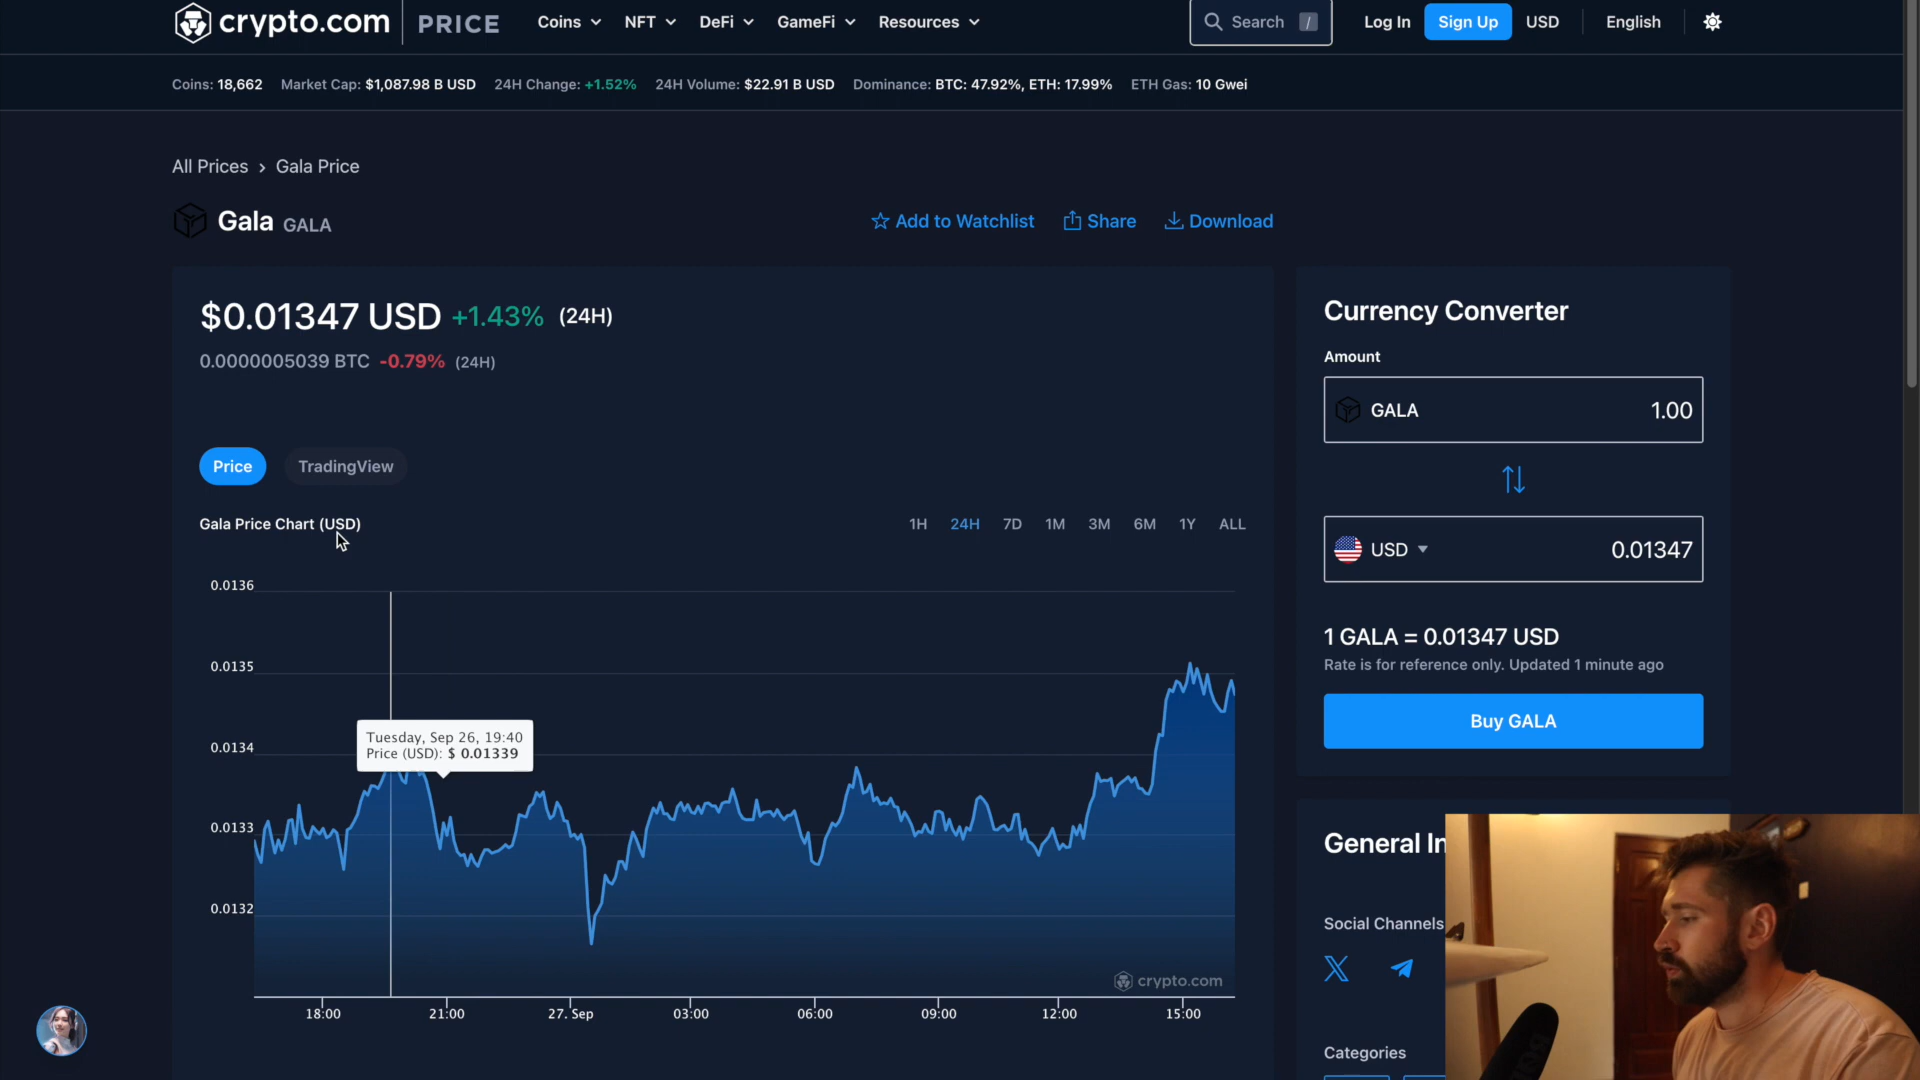 crypto.com PRICE Coins NFT DeFi GameFi Resources Search / Log In Sign Up USD English
Coins: 18,662 Market Cap: $1,087.98 B USD 24H Change: +1.52% 24H Volume: $22.91 B USD Dominance: BTC: 47.92%, ETH: 17.99% ETH Gas: 10 Gwei
All Prices › Gala Price
Gala GALA
Add to Watchlist Share Download
$0.01347 USD +1.43% (24H)
0.0000005039 BTC -0.79% (24H)
Price TradingView
Gala Price Chart (USD)
1H 24H 7D 1M 3M 6M 1Y ALL
0.0136
0.0135
0.0134
0.0133
0.0132
Tuesday, Sep 26, 19:40
Price (USD): $ 0.01339
crypto.com
18:00 21:00 27. Sep 03:00 06:00 09:00 12:00 15:00
Currency Converter
Amount
GALA 1.00
USD 0.01347
1 GALA = 0.01347 USD
Rate is for reference only. Updated 1 minute ago
Buy GALA
General In
Social Channels
Categories